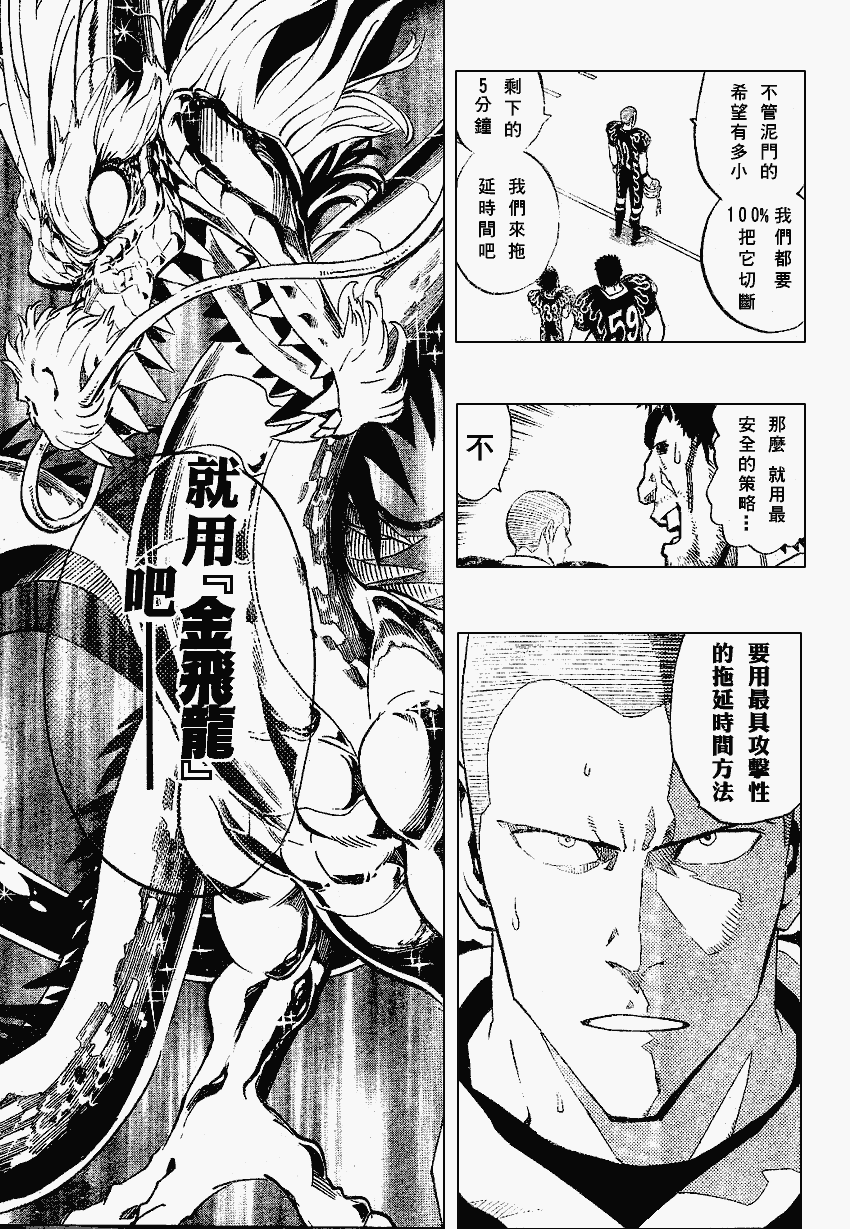 不管泥門的
希望有多小
我們都要
100%
把它切斷
剩下的
5分鐘
我們來拖
延時間吧
59
那麼 就用最
安全的策略…
不
要用最具攻擊性
的拖延時間方法
就用『金飛龍』
吧——